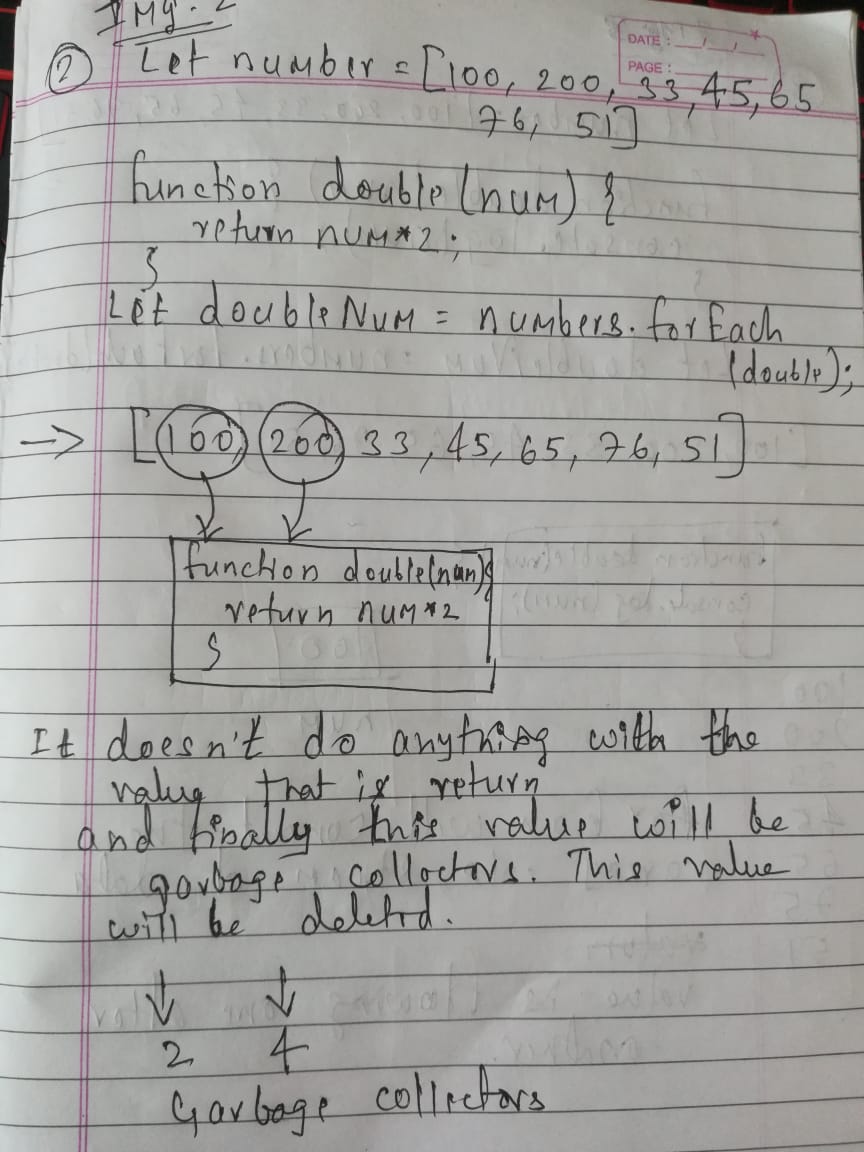 Img. 2
DATE :
PAGE :
② Let number = [100, 200, 33, 45, 65
76, 51]
function double (num) {
return num*2;
}
Let doubleNum = numbers. forEach
(double);
→ [100, 200, 33, 45, 65, 76, 51]
function double(num){
return num*2
}
It doesn't do anything with the
value that is return
and finally this value will be
garbage collectors. This value
will be deleted.
↓ ↓
2 4
Garbage collectors